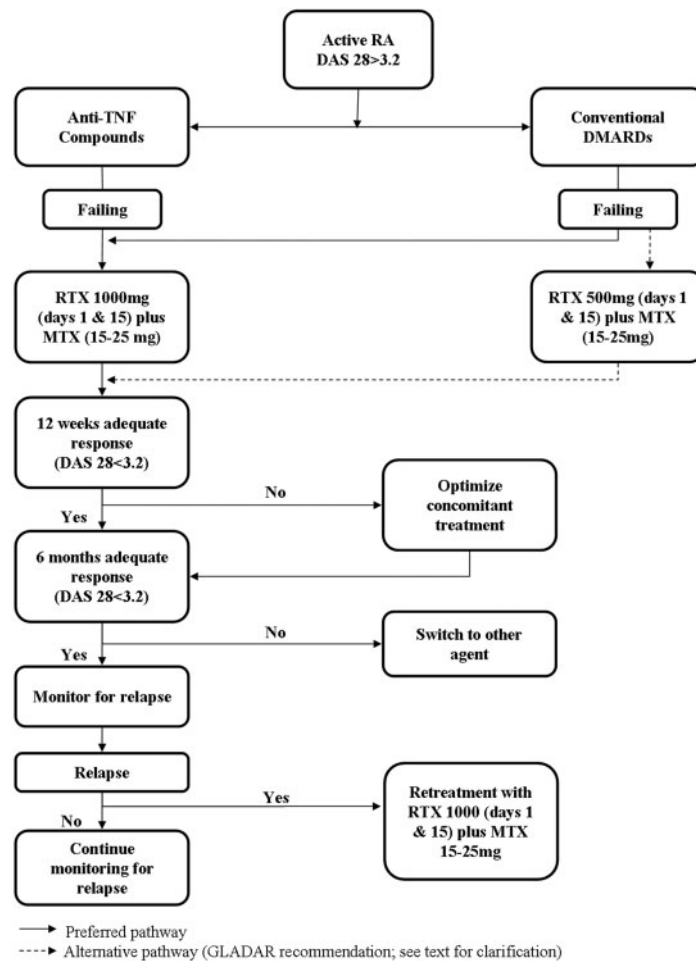 Active RA
DAS 28>3.2
Anti-TNF
Compounds
Conventional
DMARDs
Failing
Failing
RTX 1000mg
(days 1 & 15) plus
MTX (15-25 mg)
RTX 500mg (days 1
& 15) plus MTX
(15-25mg)
12 weeks adequate
response
(DAS 28<3.2)
No
Optimize
concomitant
treatment
Yes
6 months adequate
response
(DAS 28<3.2)
No
Switch to other
agent
Yes
Monitor for relapse
Relapse
Yes
Retreatment with
RTX 1000 (days 1
& 15) plus MTX
15-25mg
No
Continue
monitoring for
relapse
Preferred pathway
Alternative pathway (GLADAR recommendation; see text for clarification)